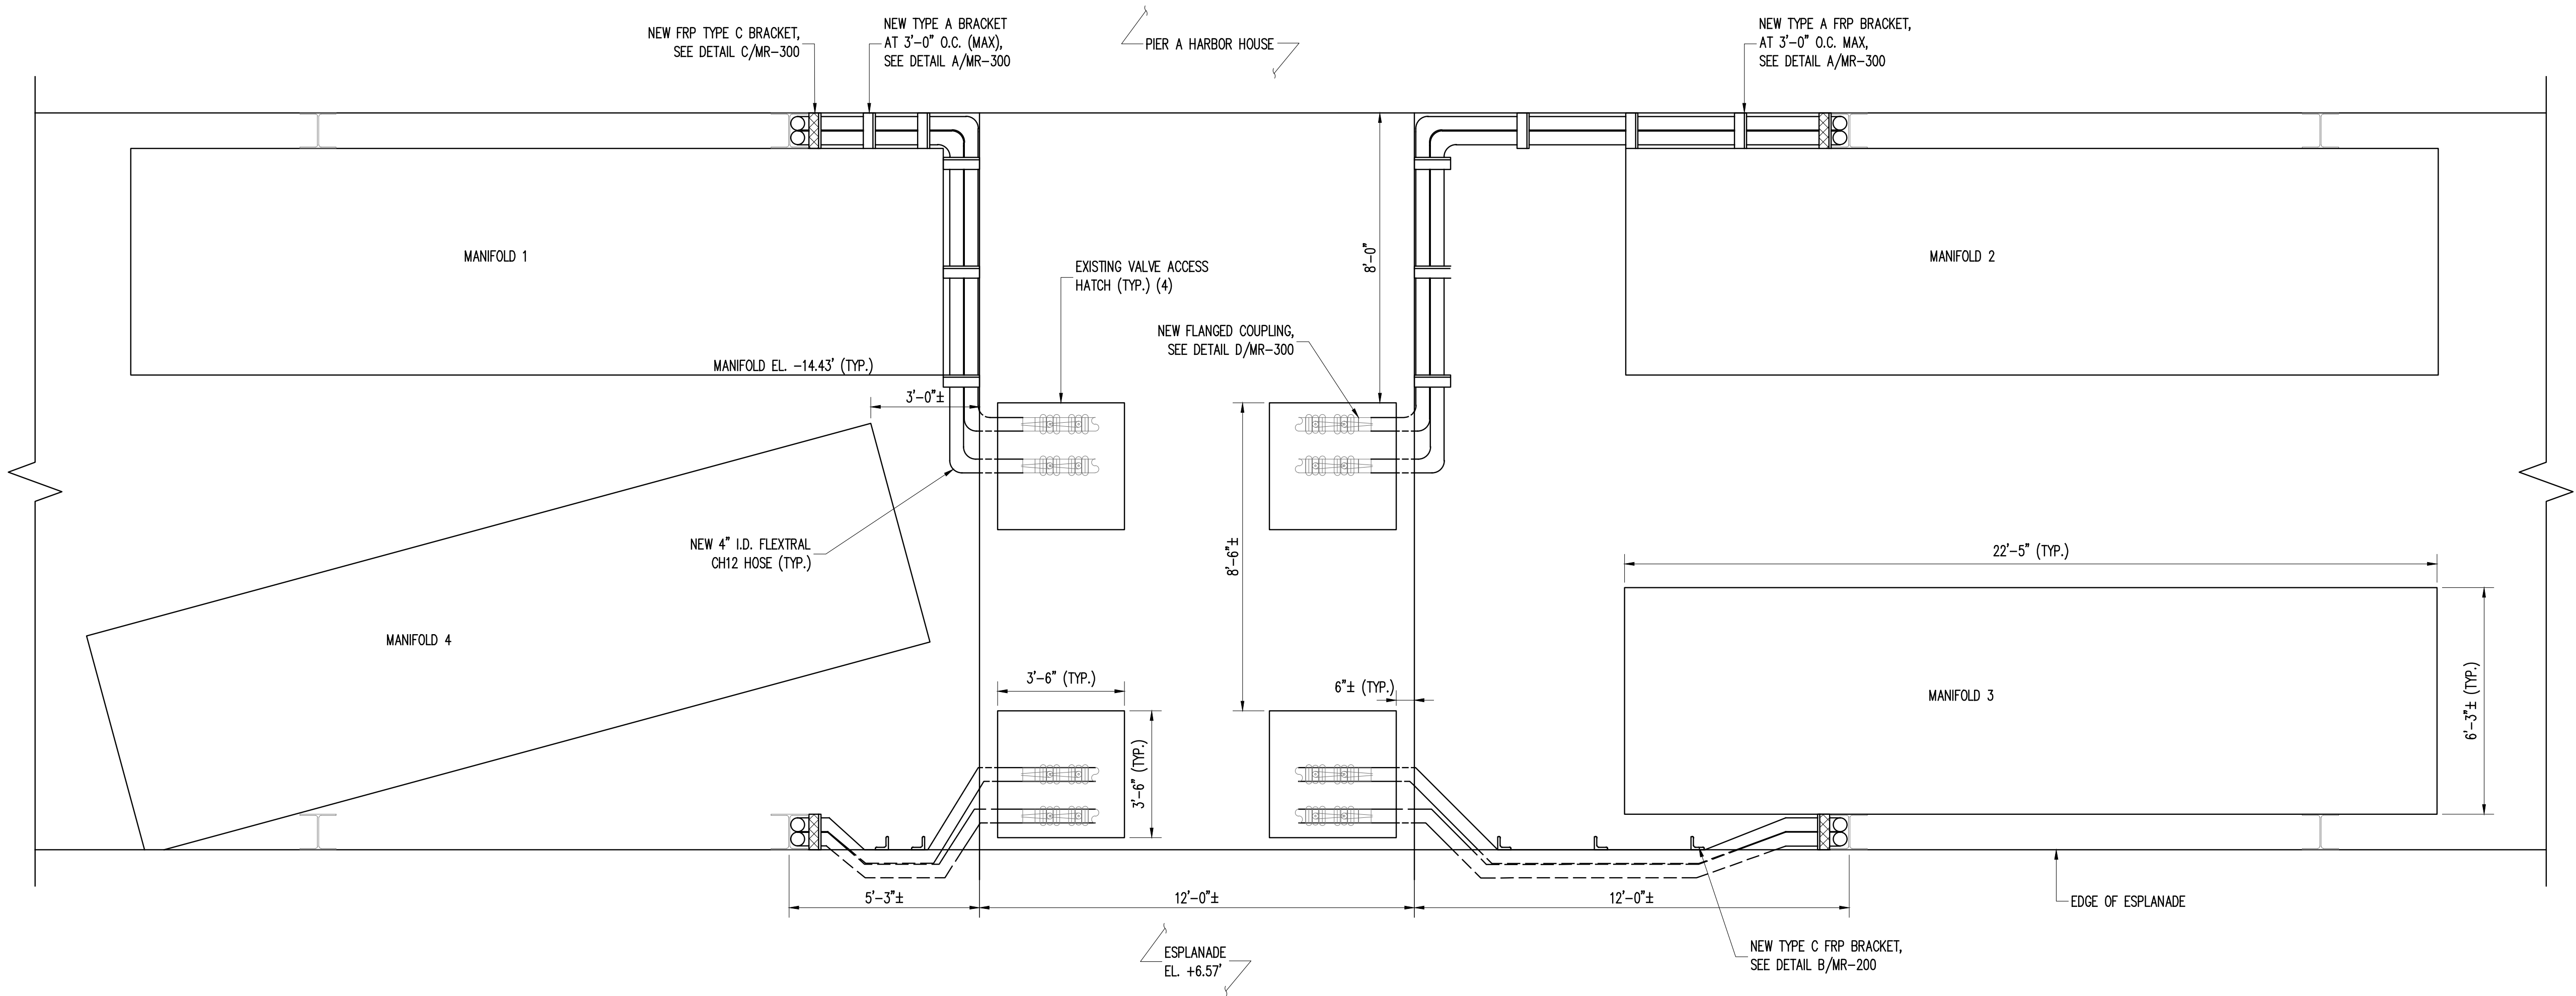 NEW FRP TYPE C BRACKET,
SEE DETAIL C/MR-300
NEW TYPE A BRACKET
AT 3'-0" O.C. (MAX),
SEE DETAIL A/MR-300
PIER A HARBOR HOUSE
NEW TYPE A FRP BRACKET,
AT 3'-0" O.C. MAX,
SEE DETAIL A/MR-300
MANIFOLD 1
MANIFOLD 2
8'-0"
EXISTING VALVE ACCESS
HATCH (TYP.) (4)
NEW FLANGED COUPLING,
SEE DETAIL D/MR-300
MANIFOLD EL. -14.43' (TYP.)
3'-0"±
NEW 4" I.D. FLEXTRAL
CH12 HOSE (TYP.)
8'-6"±
22'-5" (TYP.)
MANIFOLD 4
3'-6" (TYP.)
6"± (TYP.)
MANIFOLD 3
6'-3"± (TYP.)
3'-6" (TYP.)
5'-3"±
12'-0"±
12'-0"±
EDGE OF ESPLANADE
ESPLANADE
EL. +6.57'
NEW TYPE C FRP BRACKET,
SEE DETAIL B/MR-200